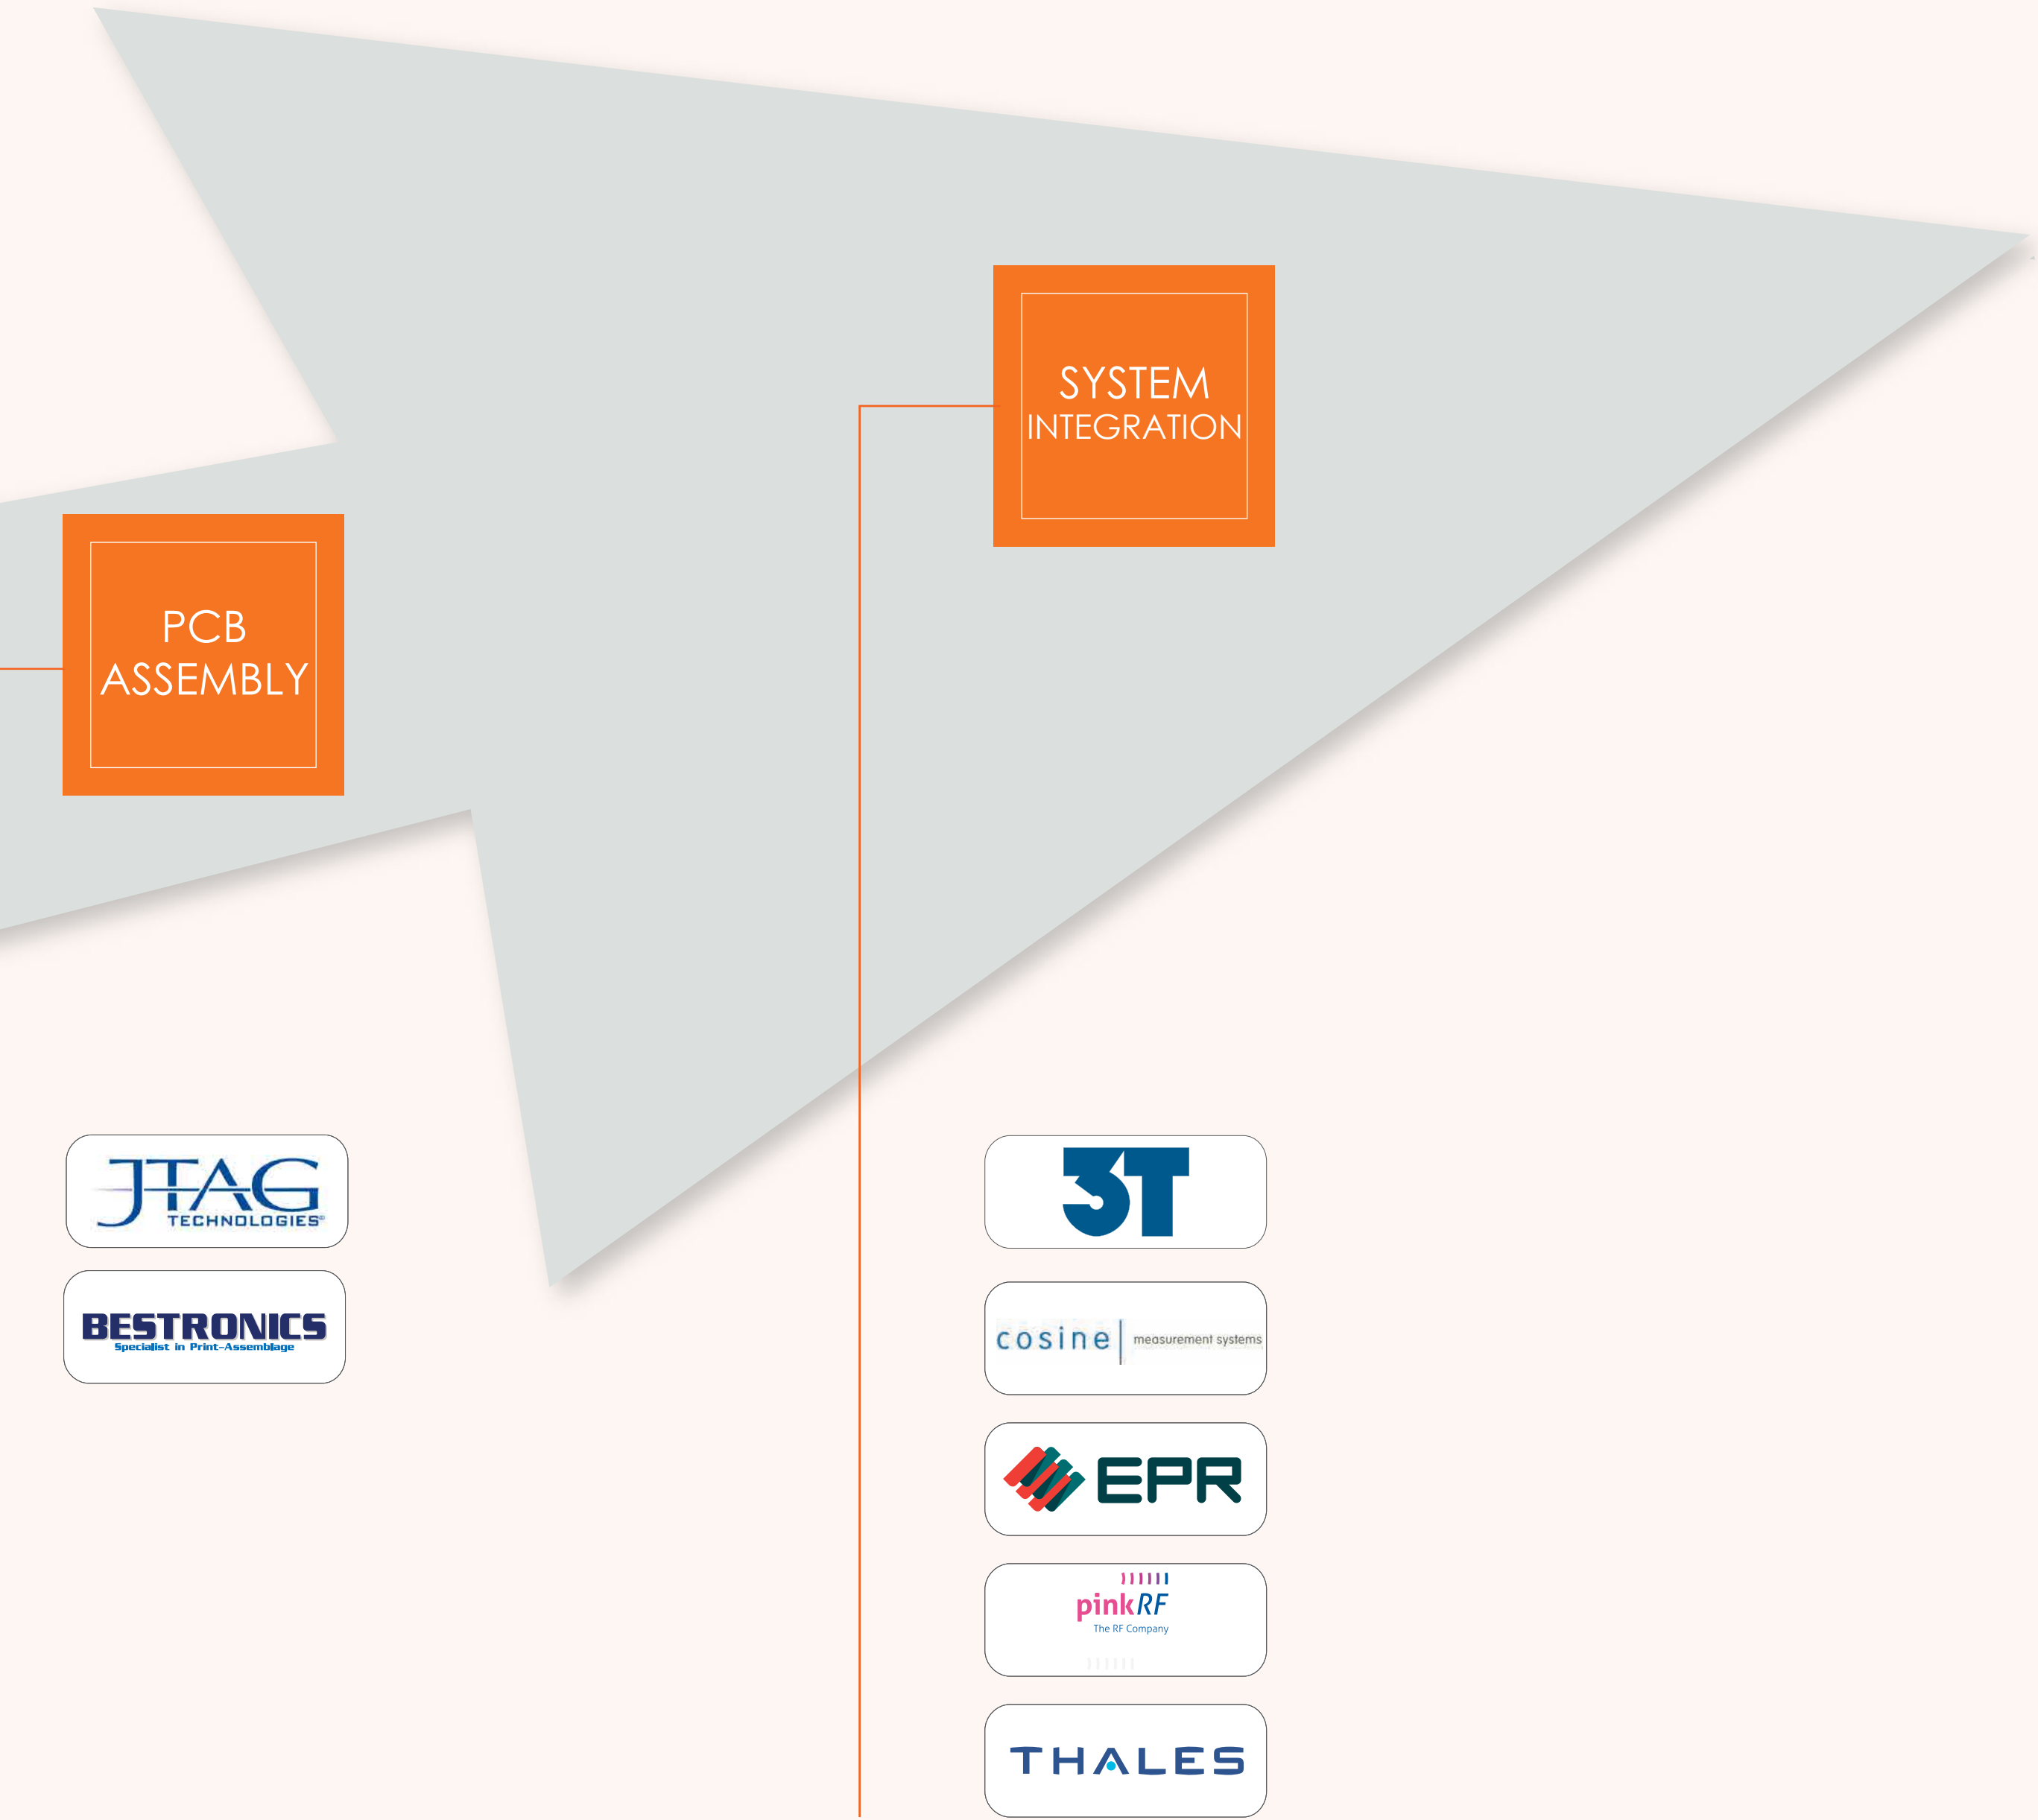 SYSTEM
INTEGRATION
PCB
ASSEMBLY
JTAG
TECHNOLOGIES®
BESTRONICS
Specialist in Print-Assemblage
3T
cosine | measurement systems
EPR
pinkRF
The RF Company
THALES